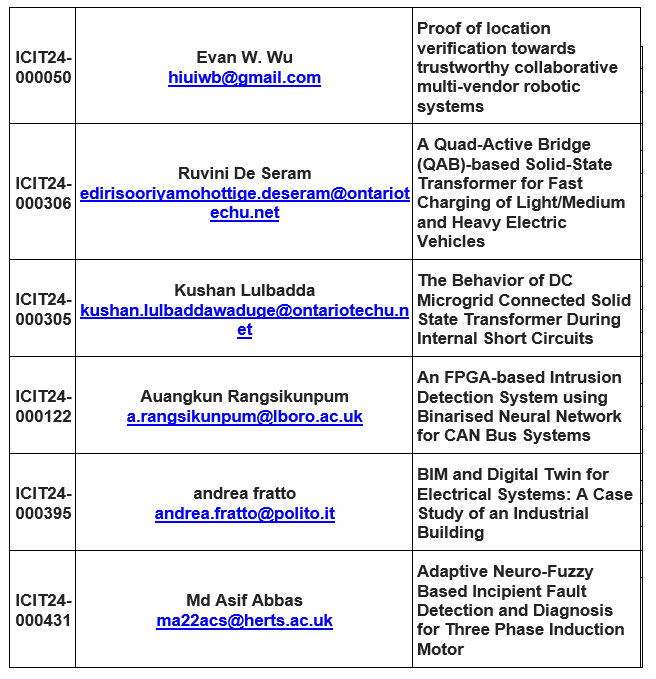 ICIT24-
000050
Evan W. Wu
hiuiwb@gmail.com
Proof of location
verification towards
trustworthy collaborative
multi-vendor robotic
systems
ICIT24-
000306
Ruvini De Seram
edirisooriyamohottige.deseram@ontariot
echu.net
A Quad-Active Bridge
(QAB)-based Solid-State
Transformer for Fast
Charging of Light/Medium
and Heavy Electric
Vehicles
ICIT24-
000305
Kushan Lulbadda
kushan.lulbaddawaduge@ontariotechu.n
et
The Behavior of DC
Microgrid Connected Solid
State Transformer During
Internal Short Circuits
ICIT24-
000122
Auangkun Rangsikunpum
a.rangsikunpum@lboro.ac.uk
An FPGA-based Intrusion
Detection System using
Binarised Neural Network
for CAN Bus Systems
ICIT24-
000395
andrea fratto
andrea.fratto@polito.it
BIM and Digital Twin for
Electrical Systems: A Case
Study of an Industrial
Building
ICIT24-
000431
Md Asif Abbas
ma22acs@herts.ac.uk
Adaptive Neuro-Fuzzy
Based Incipient Fault
Detection and Diagnosis
for Three Phase Induction
Motor